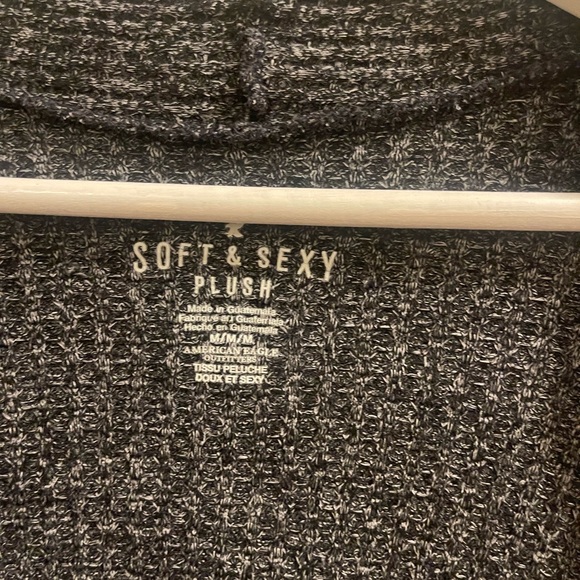 SOFT & SEXY
PLUSH
Made in Guatemala
Fabriqué en Guatemala
Hecho en Guatemala
M/M/M
AMERICAN EAGLE
OUTFITTERS
TISSU PELUCHE
DOUX ET SEXY